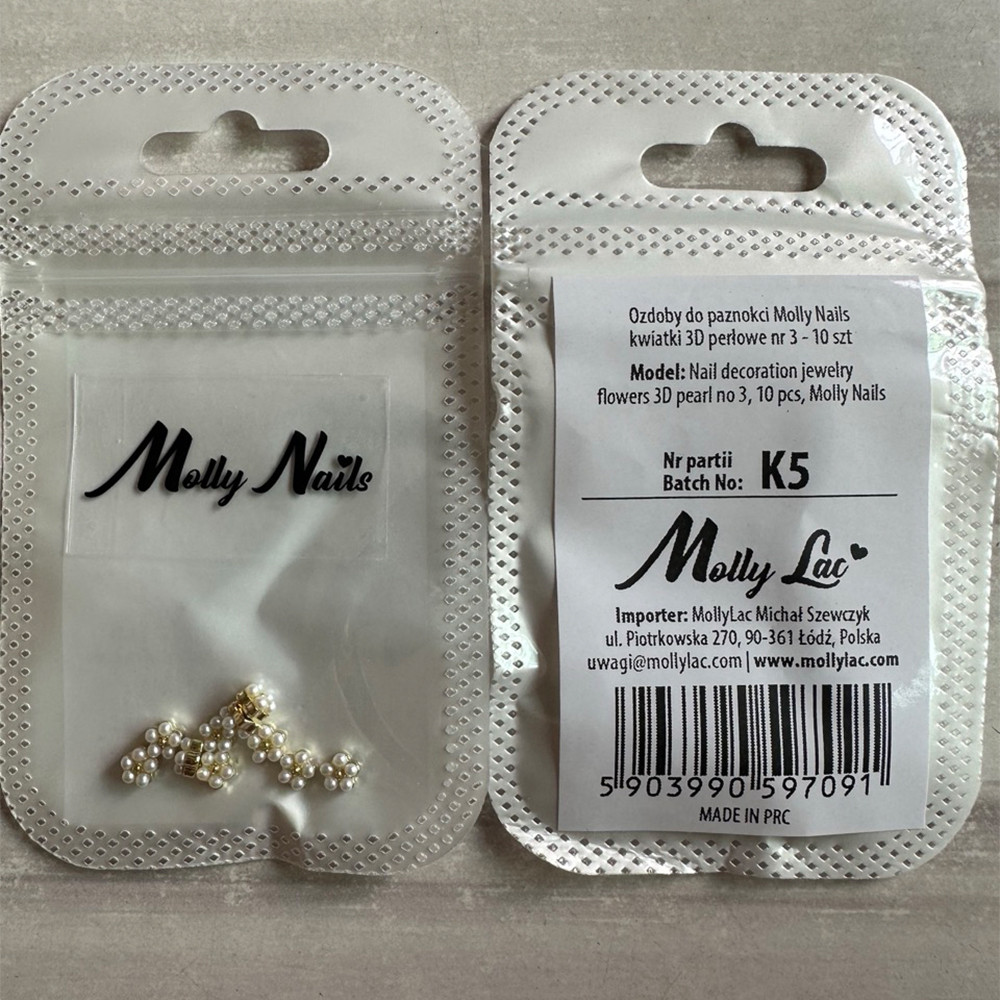 Molly Nails
Ozdoby do paznokci Molly Nails
kwiatki 3D perłowe nr 3 - 10 szt
Model: Nail decoration jewelry
flowers 3D pearl no 3, 10 pcs, Molly Nails
Nr partii
Batch No: K5
Molly Lac
Importer: MollyLac Michał Szewczyk
ul. Piotrkowska 270, 90-361 Łódź, Polska
uwagi@mollylac.com | www.mollylac.com
5 903990 597091
MADE IN PRC